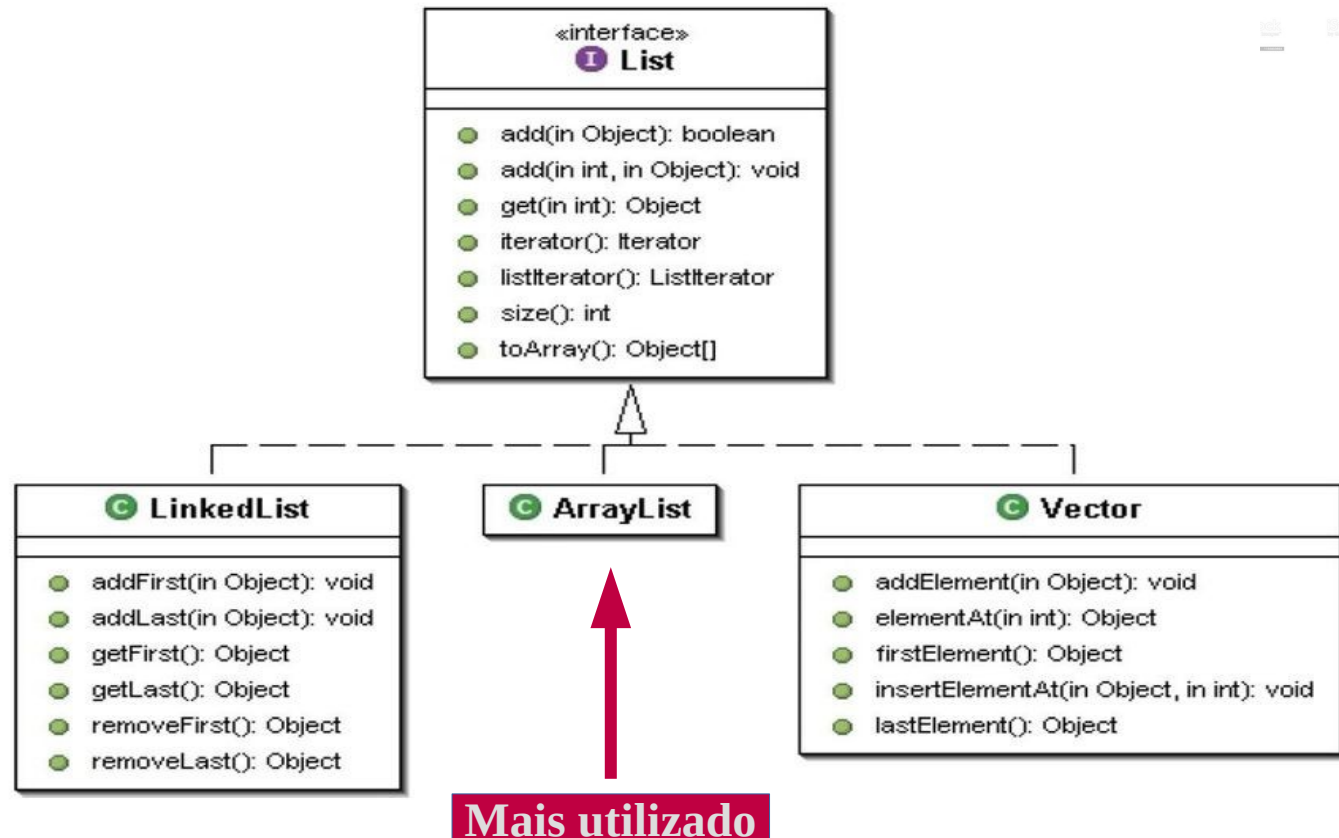 «interface»
I List
add(in Object): boolean
add(in int, in Object): void
get(in int): Object
iterator(): Iterator
listIterator(): ListIterator
size(): int
toArray(): Object[]
C LinkedList
addFirst(in Object): void
addLast(in Object): void
getFirst(): Object
getLast(): Object
removeFirst(): Object
removeLast(): Object
C ArrayList
C Vector
addElement(in Object): void
elementAt(in int): Object
firstElement(): Object
insertElementAt(in Object, in int): void
lastElement(): Object
Mais utilizado